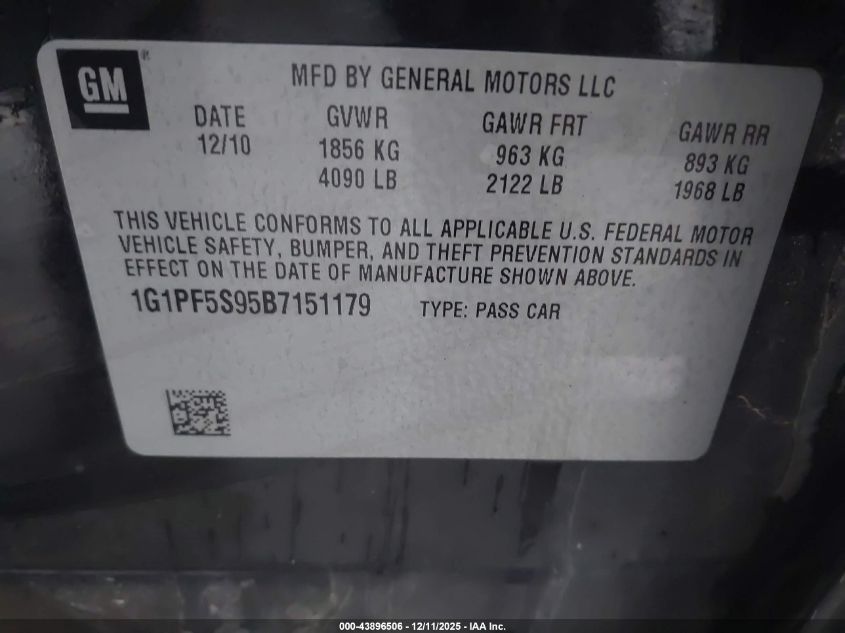 GM ®
MFD BY GENERAL MOTORS LLC
DATE GVWR GAWR FRT GAWR RR
12/10 1856 KG 963 KG 893 KG
4090 LB 2122 LB 1968 LB
THIS VEHICLE CONFORMS TO ALL APPLICABLE U.S. FEDERAL MOTOR
VEHICLE SAFETY, BUMPER, AND THEFT PREVENTION STANDARDS IN
EFFECT ON THE DATE OF MANUFACTURE SHOWN ABOVE.
1G1PF5S95B7151179 TYPE: PASS CAR
000-43896506 - 12/11/2025 - IAA Inc.